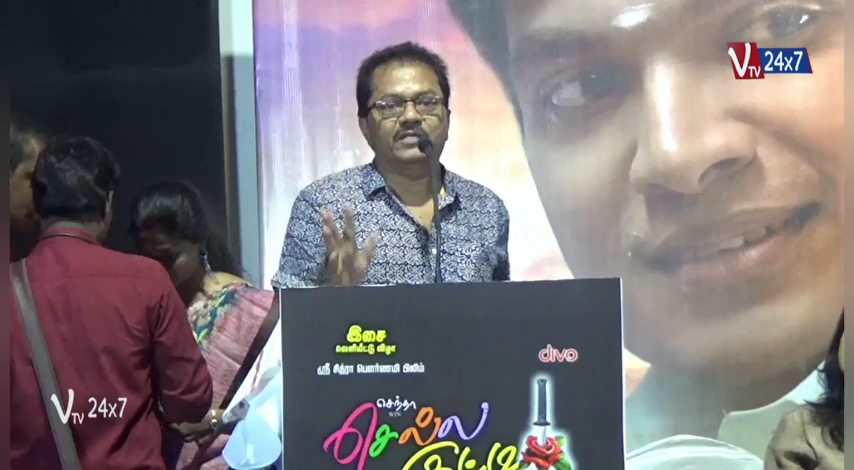 VTV 24x7
இசை
வெளியீட்டு விழா
divo
ஸ்ரீ சித்ரா பௌர்ணமி பிலிம்
செந்தா
WIN
செல்ல
குட்டி
VTV 24x7